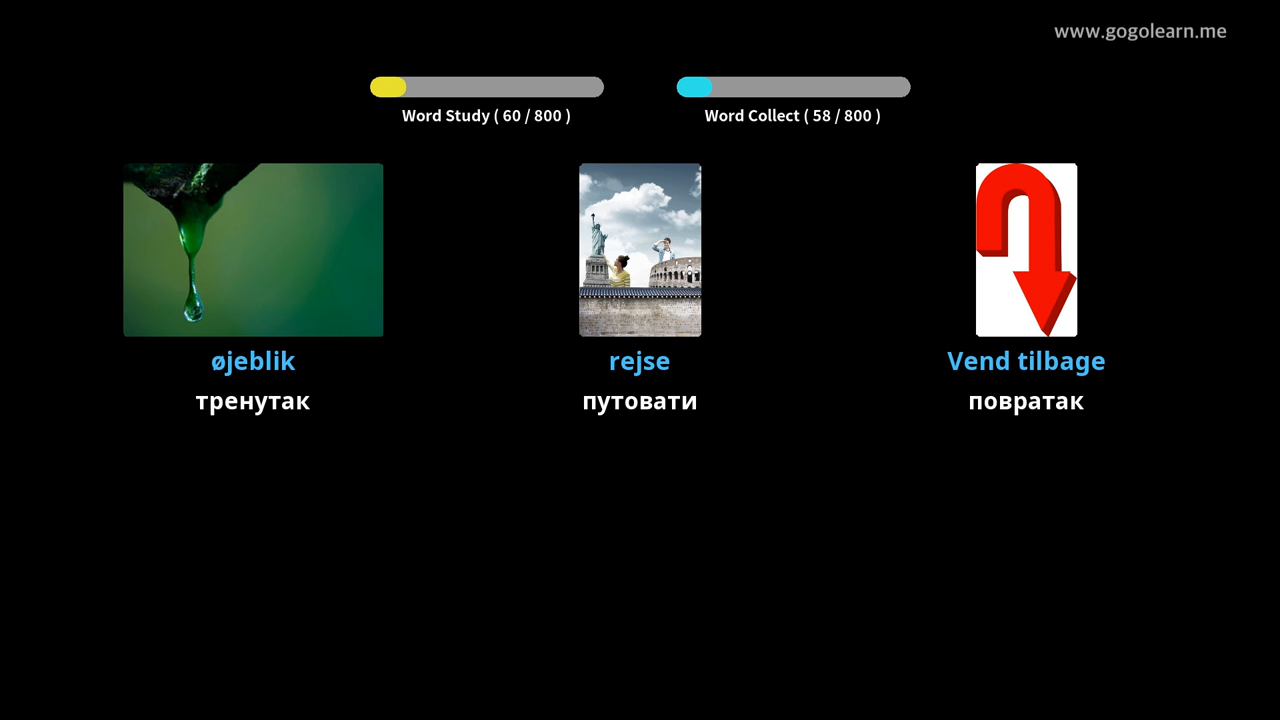 www.gogolearn.me
Word Study ( 60 / 800 )
Word Collect ( 58 / 800 )
øjeblik
rejse
Vend tilbage
тренутак
путовати
повратак